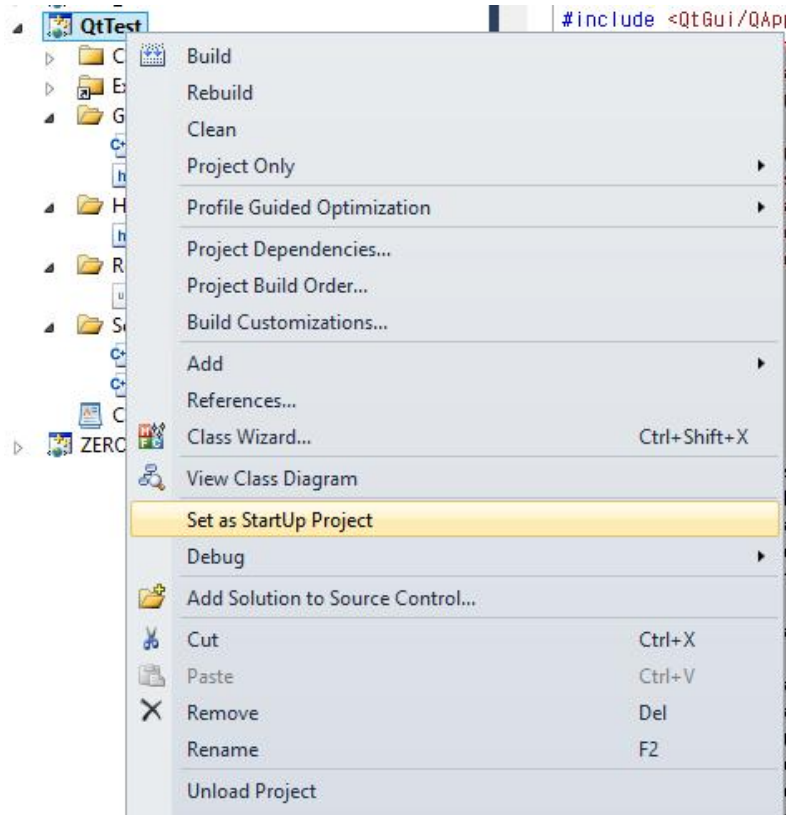 QtTest
#include <QtGui/QAp
Build
Rebuild
Clean
Project Only
Profile Guided Optimization
Project Dependencies...
Project Build Order...
Build Customizations...
Add
References...
Class Wizard... Ctrl+Shift+X
ZERO
View Class Diagram
Set as StartUp Project
Debug
Add Solution to Source Control...
Cut Ctrl+X
Paste Ctrl+V
Remove Del
Rename F2
Unload Project